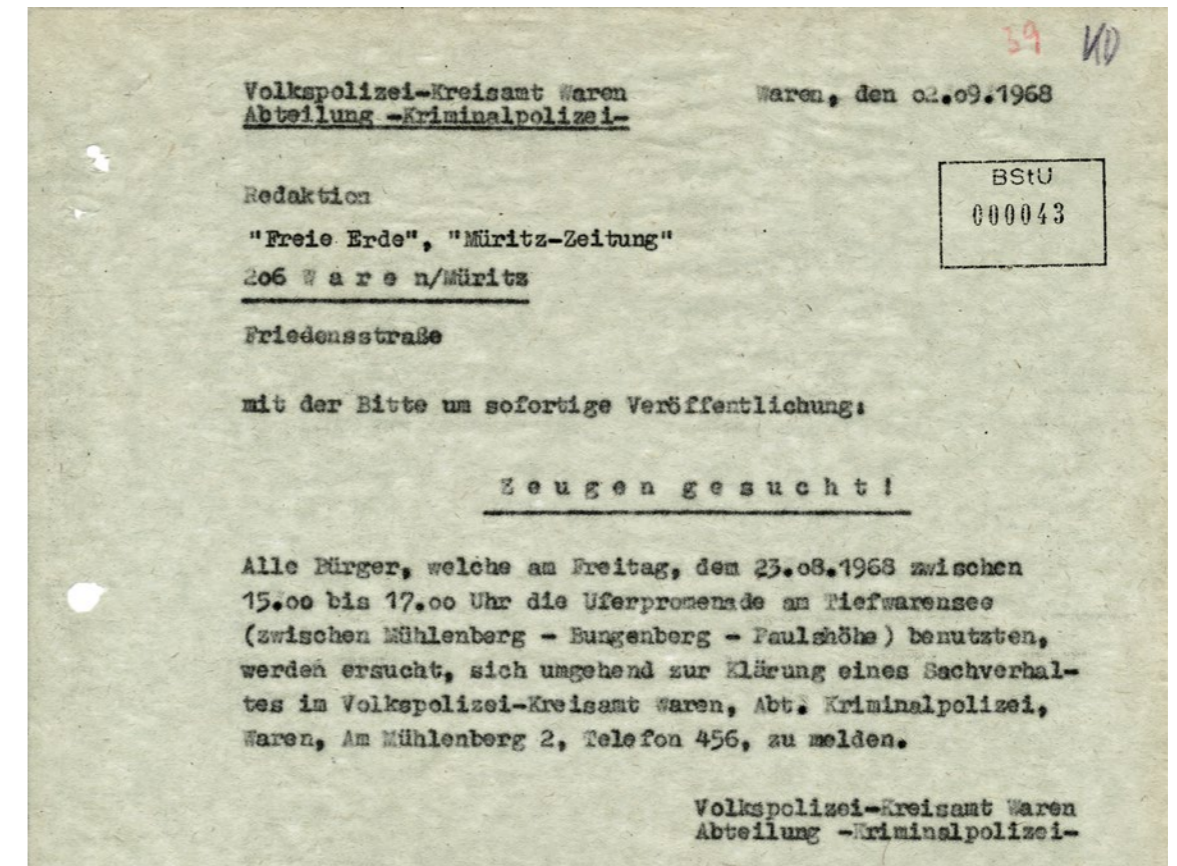 39 KD
Volkspolizei-Kreisamt Waren Waren, den o2.o9.1968
Abteilung -Kriminalpolizei-
BStU
000043
Redaktion
"Freie Erde", "Müritz-Zeitung"
2o6 W a r e n/Müritz
Friedensstraße
mit der Bitte um sofortige Veröffentlichung:
Z e u g e n g e s u c h t !
Alle Bürger, welche am Freitag, dem 23.o8.1968 zwischen
15.oo bis 17.oo Uhr die Uferpromenade am Tiefwarensee
(zwischen Mühlenberg - Bungenberg - Paulshöhe) benutzten,
werden ersucht, sich umgehend zur Klärung eines Sachverhal-
tes im Volkspolizei-Kreisamt Waren, Abt. Kriminalpolizei,
Waren, Am Mühlenberg 2, Telefon 456, zu melden.
Volkspolizei-Kreisamt Waren
Abteilung -Kriminalpolizei-